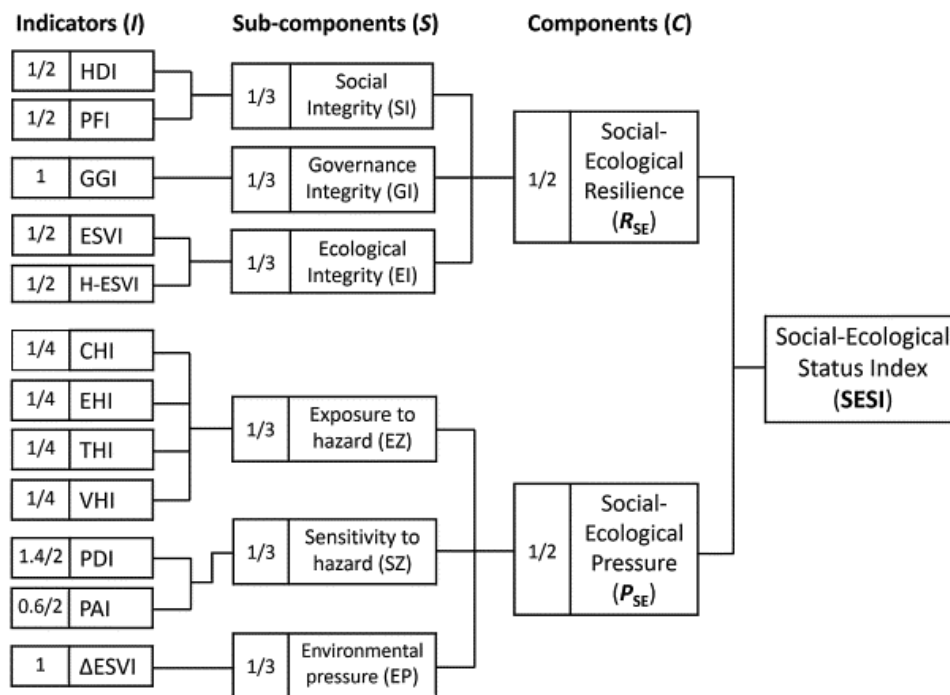 Indicators (I)
Sub-components (S)
Components (C)
1/2 HDI
1/2 PFI
1 GGI
1/2 ESVI
1/2 H-ESVI
1/4 CHI
1/4 EHI
1/4 THI
1/4 VHI
1.4/2 PDI
0.6/2 PAI
1 ΔESVI
1/3 Social
Integrity (SI)
1/3 Governance
Integrity (GI)
1/3 Ecological
Integrity (EI)
1/3 Exposure to
hazard (EZ)
1/3 Sensitivity to
hazard (SZ)
1/3 Environmental
pressure (EP)
1/2 Social-
Ecological
Resilience
(RSE)
1/2 Social-
Ecological
Pressure
(PSE)
Social-Ecological
Status Index
(SESI)